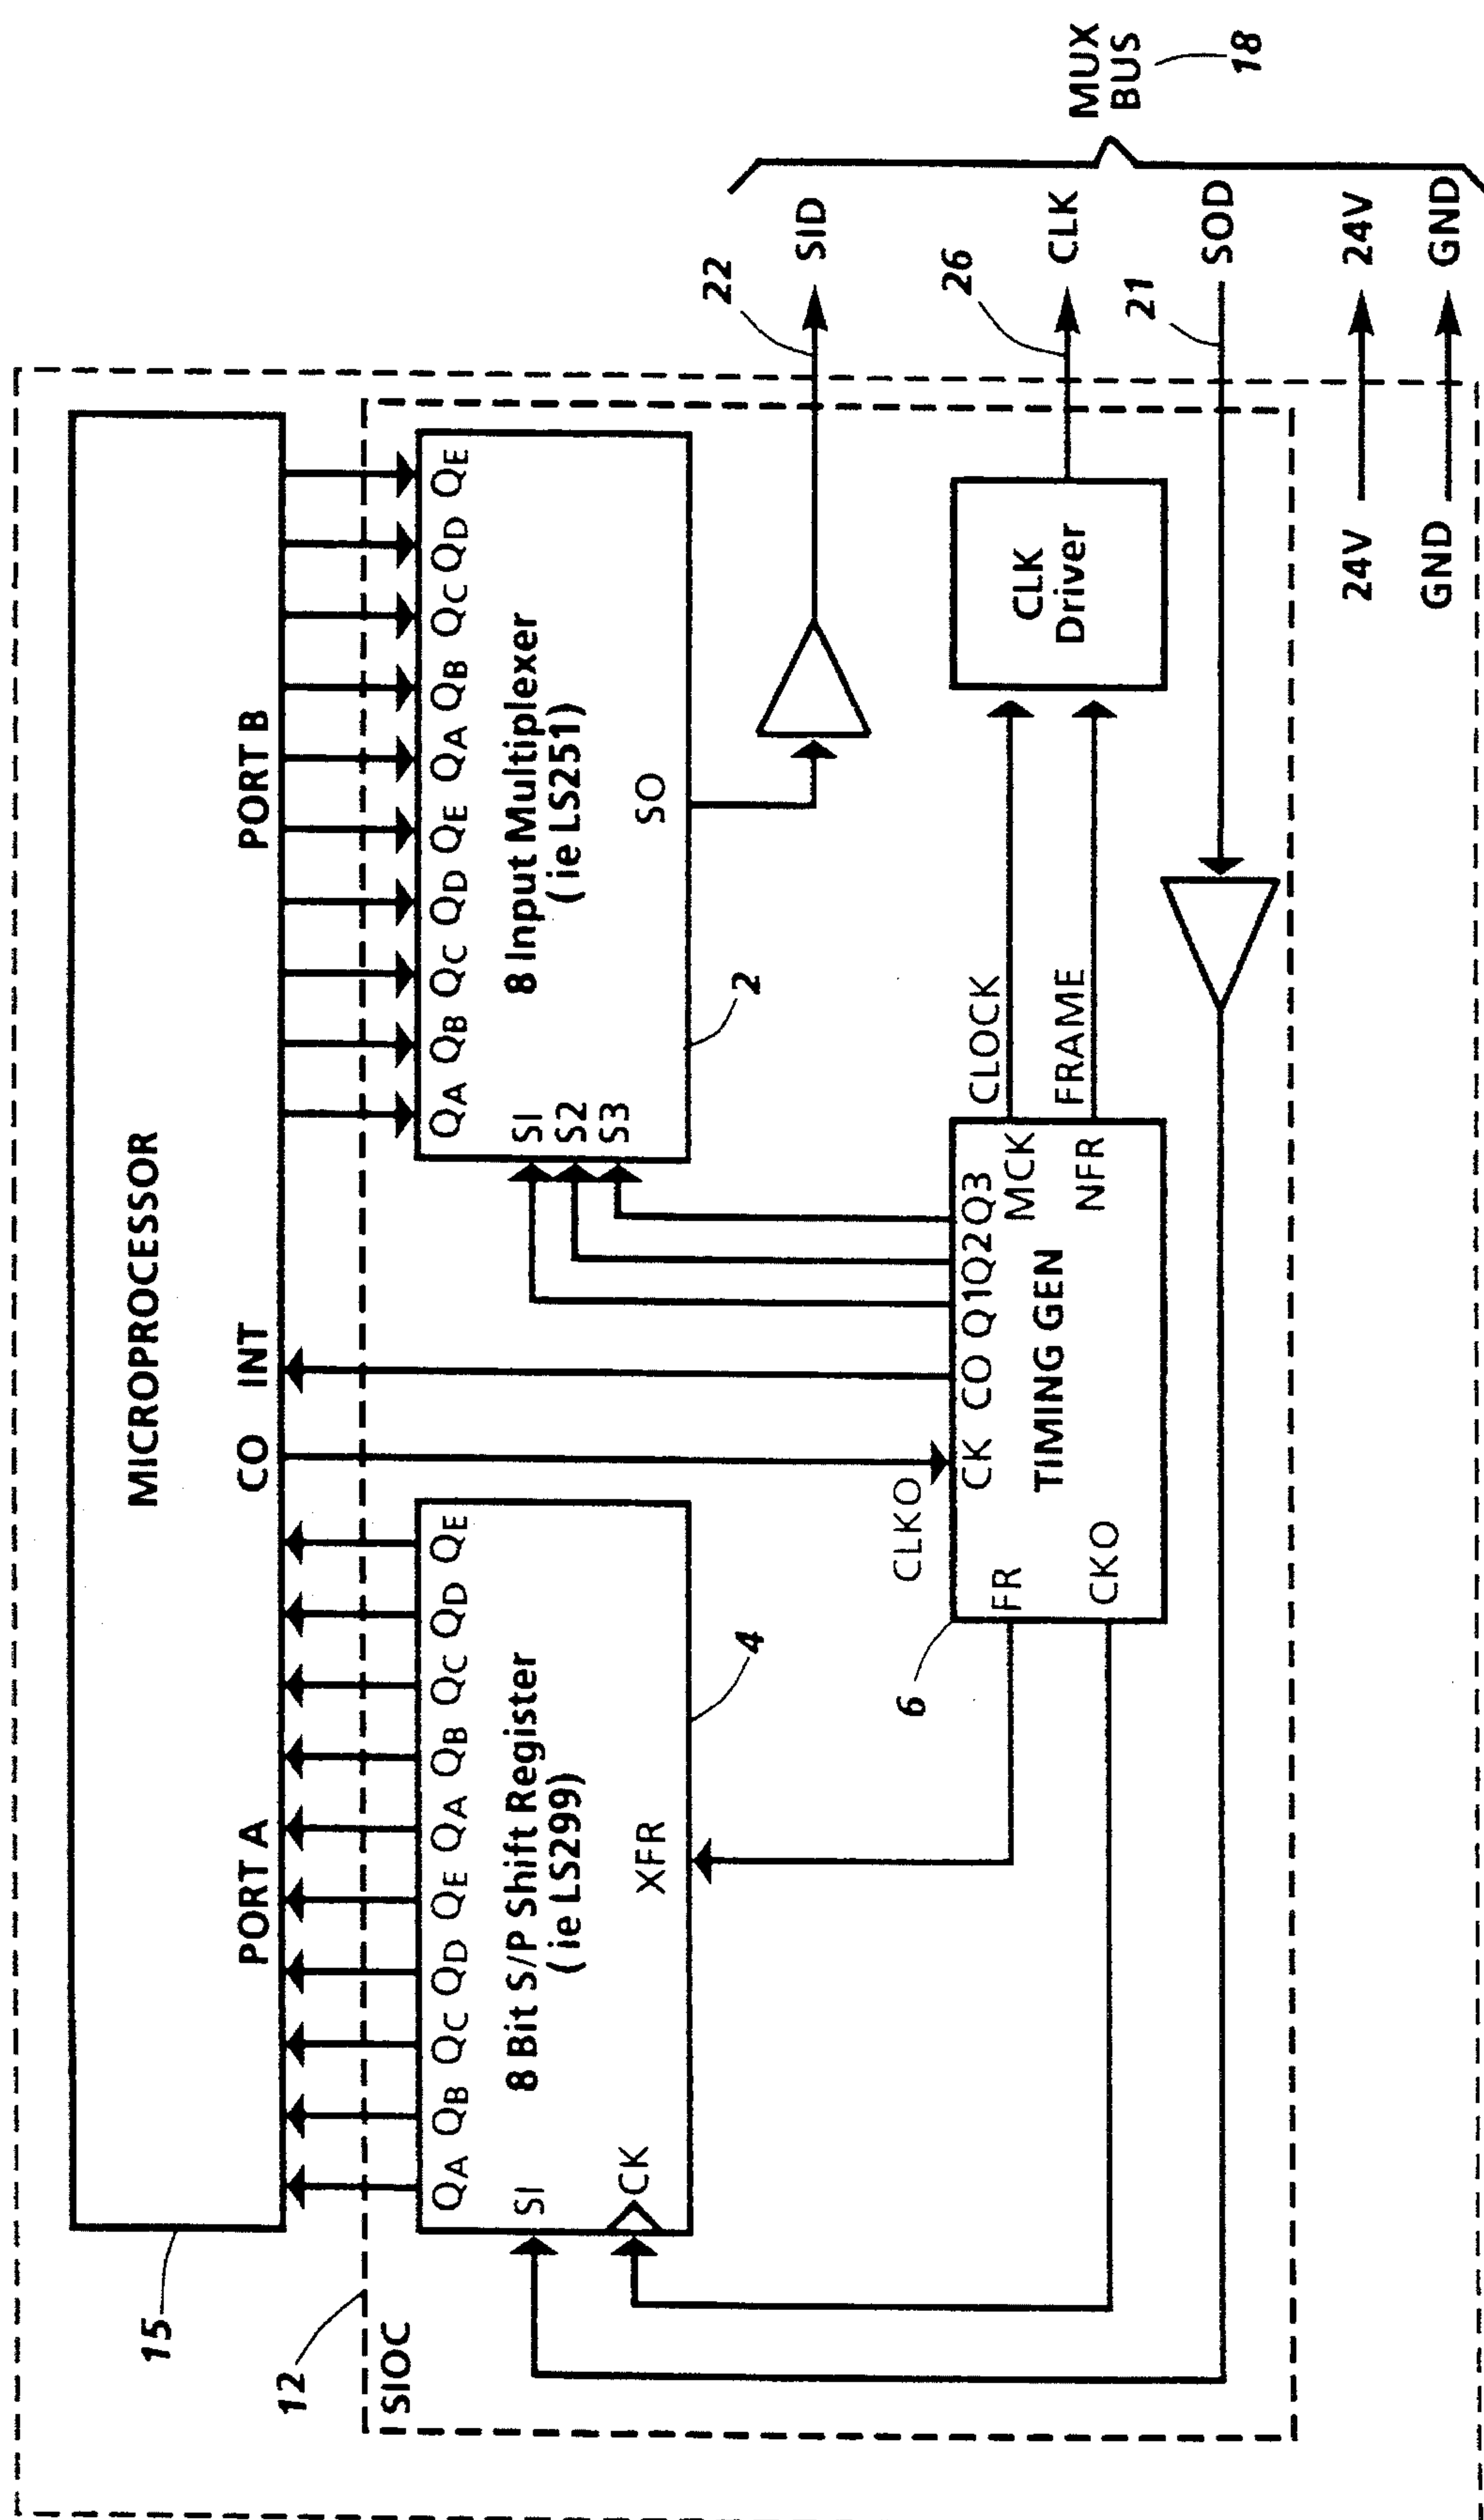 MICROPROCESSOR
15
PORT A
CO
INT
PORT B
12
SIOC
QA QB QC QD QE QA QB QC QD QE
SI
8 Bit S/P Shift Register
(ie LS299)
CK
XFR
4
QA QB QC QD QE QA QB QC QD QE
SI
S2
S3
8 Input Multiplexer
(ie LS251)
SO
2
22
SID
CLKO
6
CK CO Q1Q2Q3
FR
MCK
TIMING GEN
CKO
NFR
CLOCK
FRAME
CLK
Driver
26
CLK
21
SOD
24V
24V
GND
GND
MUX
BUS
18